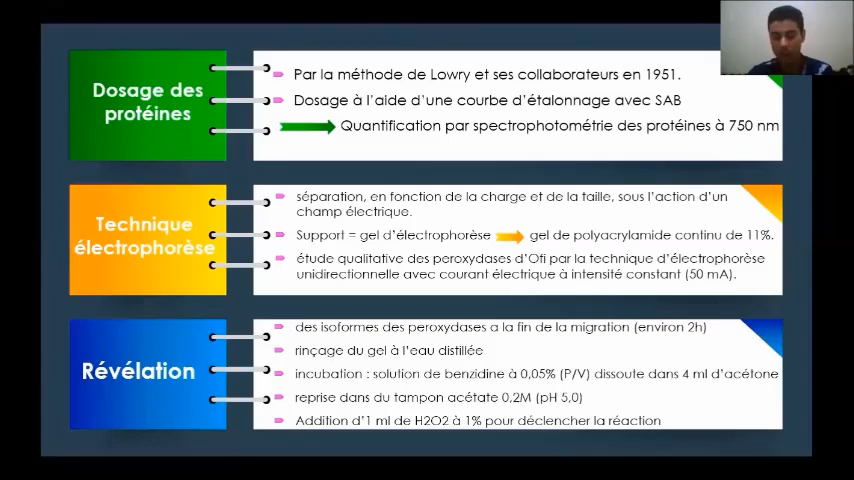 Dosage des
protéines
Par la méthode de Lowry et ses collaborateurs en 1951.
Dosage à l'aide d'une courbe d'étalonnage avec SAB
Quantification par spectrophotométrie des protéines à 750 nm
Technique
électrophorèse
séparation, en fonction de la charge et de la taille, sous l'action d'un
champ électrique.
Support = gel d'électrophorèse gel de polyacrylamide continu de 11%.
étude qualitative des peroxydases d'Ofi par la technique d'électrophorèse
unidirectionnelle avec courant électrique à intensité constant (50 mA).
Révélation
des isoformes des peroxydases a la fin de la migration (environ 2h)
rinçage du gel à l'eau distillée
incubation : solution de benzidine à 0,05% (P/V) dissoute dans 4 ml d'acétone
reprise dans du tampon acétate 0,2M (pH 5,0)
Addition d'1 ml de H2O2 à 1% pour déclencher la réaction